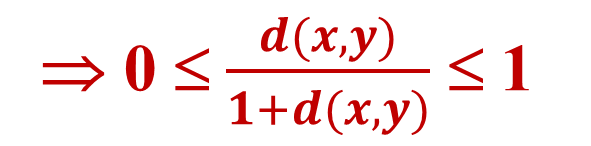 ⇒ 0 ≤ d(x,y) / 1+d(x,y) ≤ 1